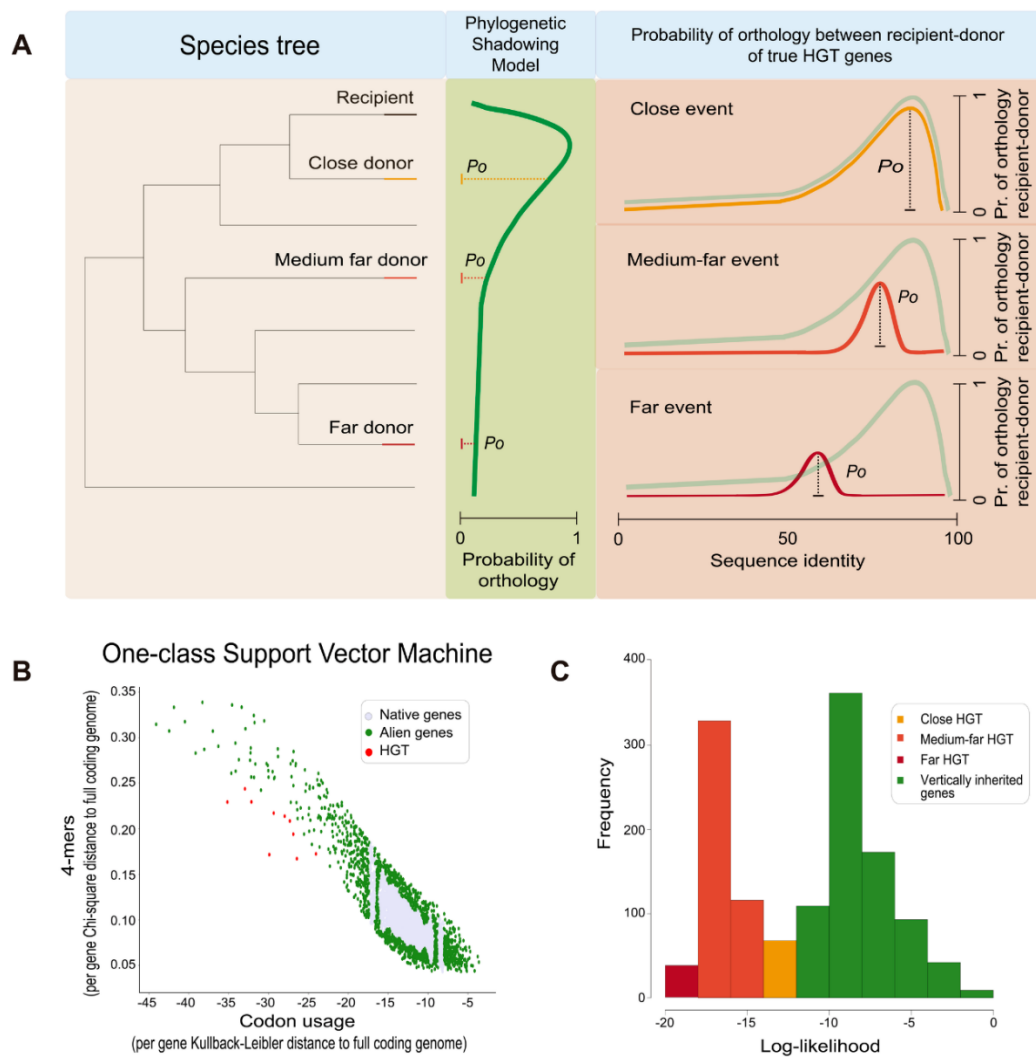 A
Species tree
Phylogenetic
Shadowing
Model
Probability of orthology between recipient-donor
of true HGT genes
Recipient
Close donor
Medium far donor
Far donor
Po
Po
Po
0
1
Probability of
orthology
Close event
Po
1
0
Pr. of orthology
recipient-donor
Medium-far event
Po
1
0
Pr. of orthology
recipient-donor
Far event
Po
1
0
Pr. of orthology
recipient-donor
0
50
100
Sequence identity
B
One-class Support Vector Machine
4-mers
(per gene Chi-square distance to full coding genome)
0.35
0.30
0.25
0.20
0.15
0.10
0.05
Native genes
Alien genes
HGT
-45
-40
-35
-30
-25
-20
-15
-10
-5
Codon usage
(per gene Kullback-Leibler distance to full coding genome)
C
Frequency
400
300
200
100
0
Close HGT
Medium-far HGT
Far HGT
Vertically inherited
genes
-20
-15
-10
-5
0
Log-likelihood